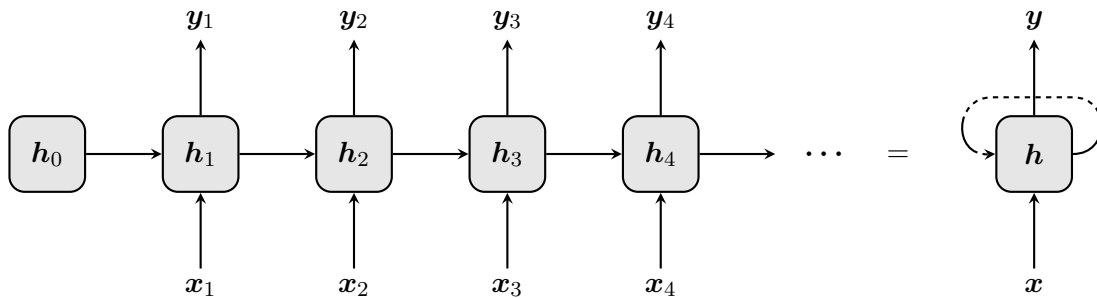 y₁ y₂ y₃ y₄ y
h₀ h₁ h₂ h₃ h₄ ⋯ = h
x₁ x₂ x₃ x₄ x